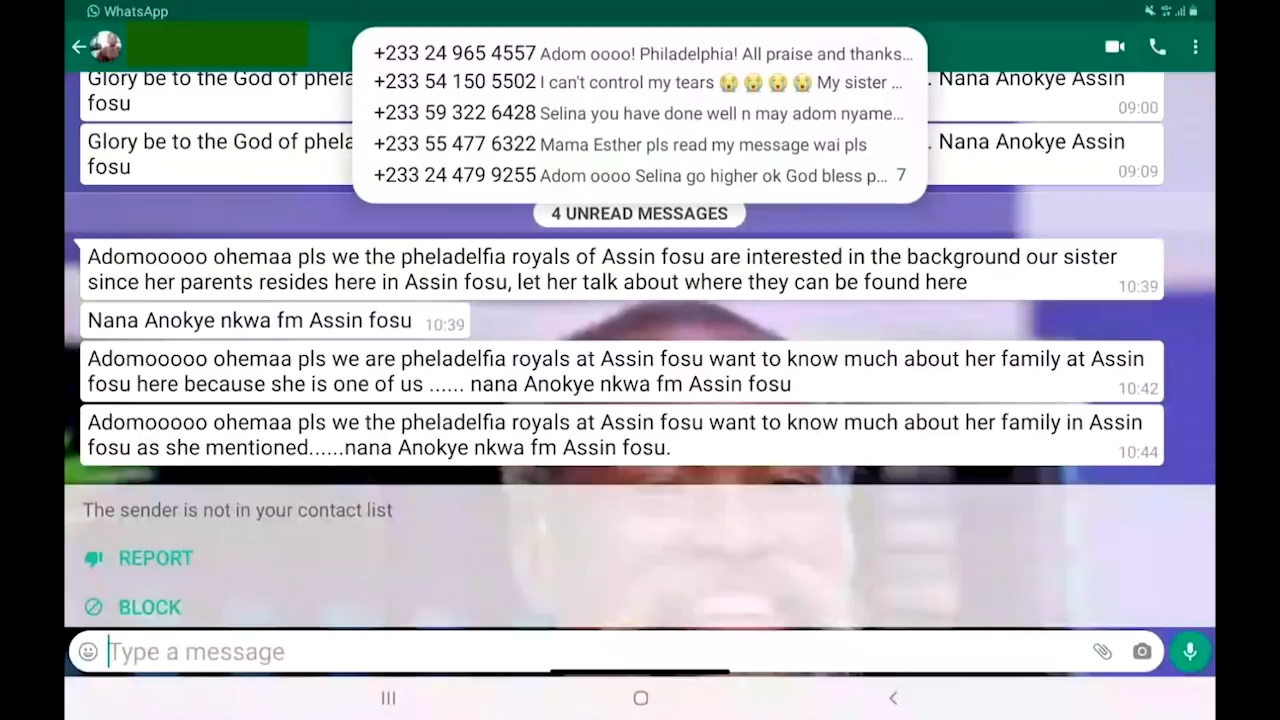 WhatsApp
+233 24 965 4557 Adom oooo! Philadelphia! All praise and thanks...
+233 54 150 5502 I can't control my tears 😭 😭 😭 😭 My sister ...
+233 59 322 6428 Selina you have done well n may adom nyame...
+233 55 477 6322 Mama Esther pls read my message wai pls
+233 24 479 9255 Adom oooo Selina go higher ok God bless p... 7
Glory be to the God of phela . Nana Anokye Assin
fosu 09:00
Glory be to the God of phela . Nana Anokye Assin
fosu 09:09
4 UNREAD MESSAGES
Adomooooo ohemaa pls we the pheladelfia royals of Assin fosu are interested in the background our sister
since her parents resides here in Assin fosu, let her talk about where they can be found here 10:39
Nana Anokye nkwa fm Assin fosu 10:39
Adomooooo ohemaa pls we are pheladelfia royals at Assin fosu want to know much about her family at Assin
fosu here because she is one of us ...... nana Anokye nkwa fm Assin fosu 10:42
Adomooooo ohemaa pls we the pheladelfia royals at Assin fosu want to know much about her family in Assin
fosu as she mentioned......nana Anokye nkwa fm Assin fosu. 10:44
The sender is not in your contact list
REPORT
BLOCK
Type a message